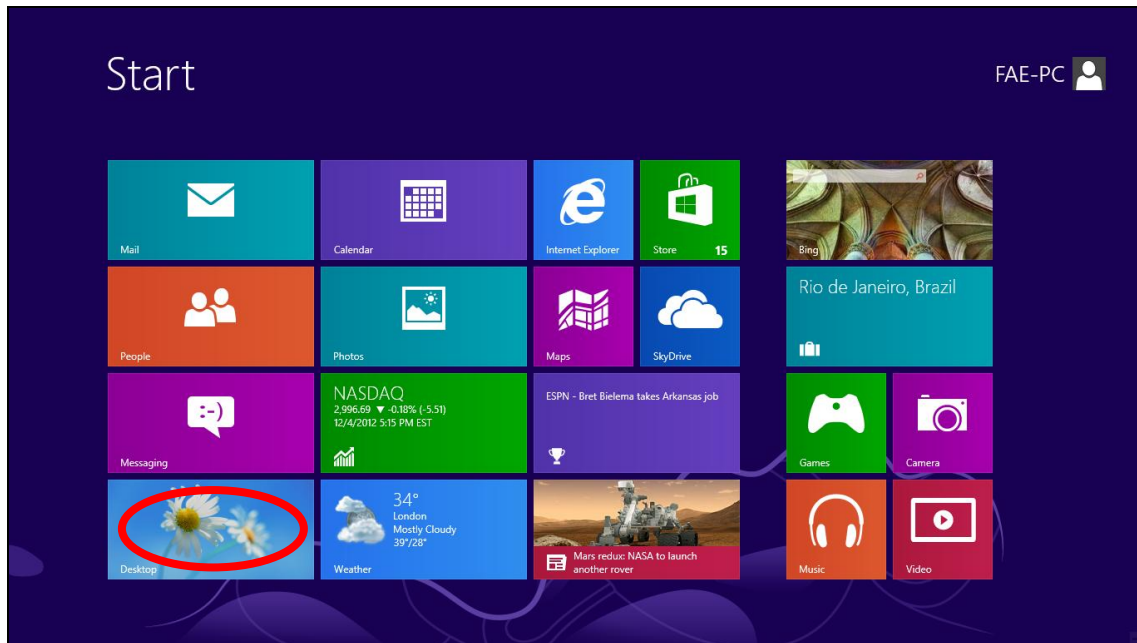 Start
FAE-PC
Mail
Calendar
Internet Explorer
Store 15
Bing
People
Photos
Maps
SkyDrive
Rio de Janeiro, Brazil
Messaging
NASDAQ
2,996.69 ▼ -0.18% (-5.51)
12/4/2012 5:15 PM EST
ESPN - Bret Bielema takes Arkansas job
Games
Camera
Desktop
34°
London
Mostly Cloudy
39°/28°
Weather
Mars redux: NASA to launch
another rover
Music
Video